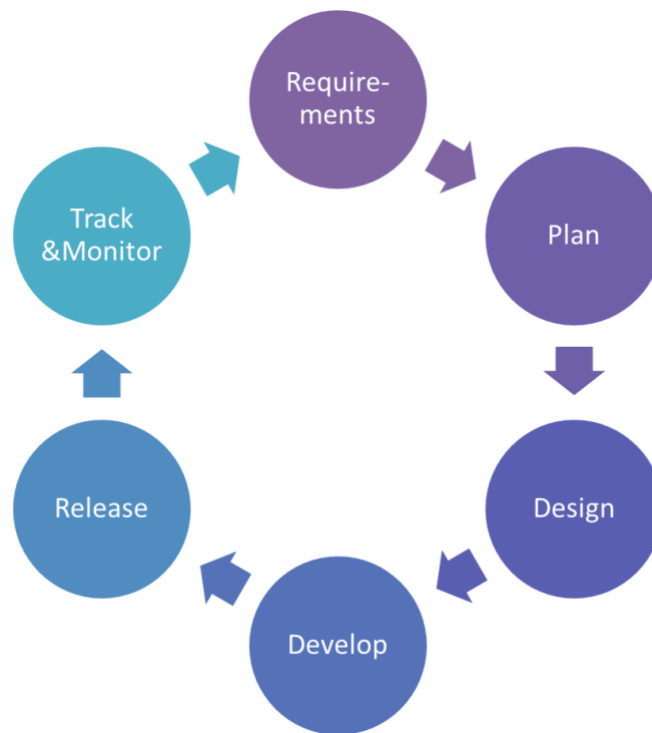 Require-
ments
Plan
Design
Develop
Release
Track
&Monitor